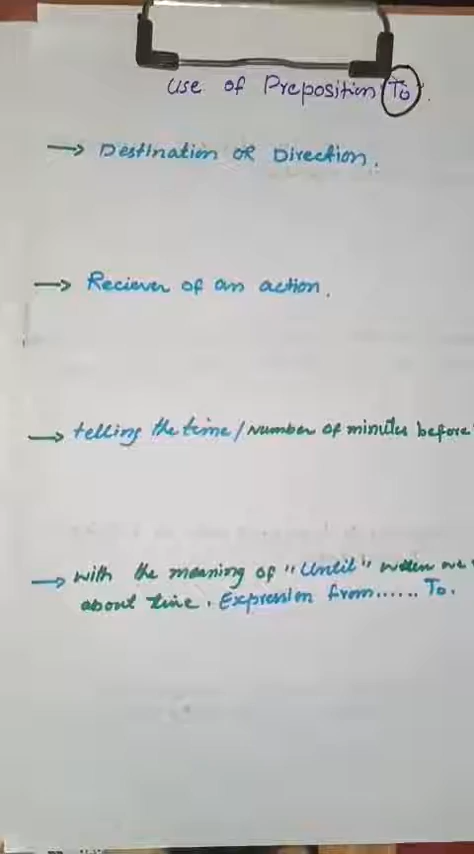 Use of Preposition To.
→ Destination or Direction.
→ Reciever of an action.
→ telling the time / Number of minutes before
→ with the meaning of "Until" when we
about time. Expression from...... To.